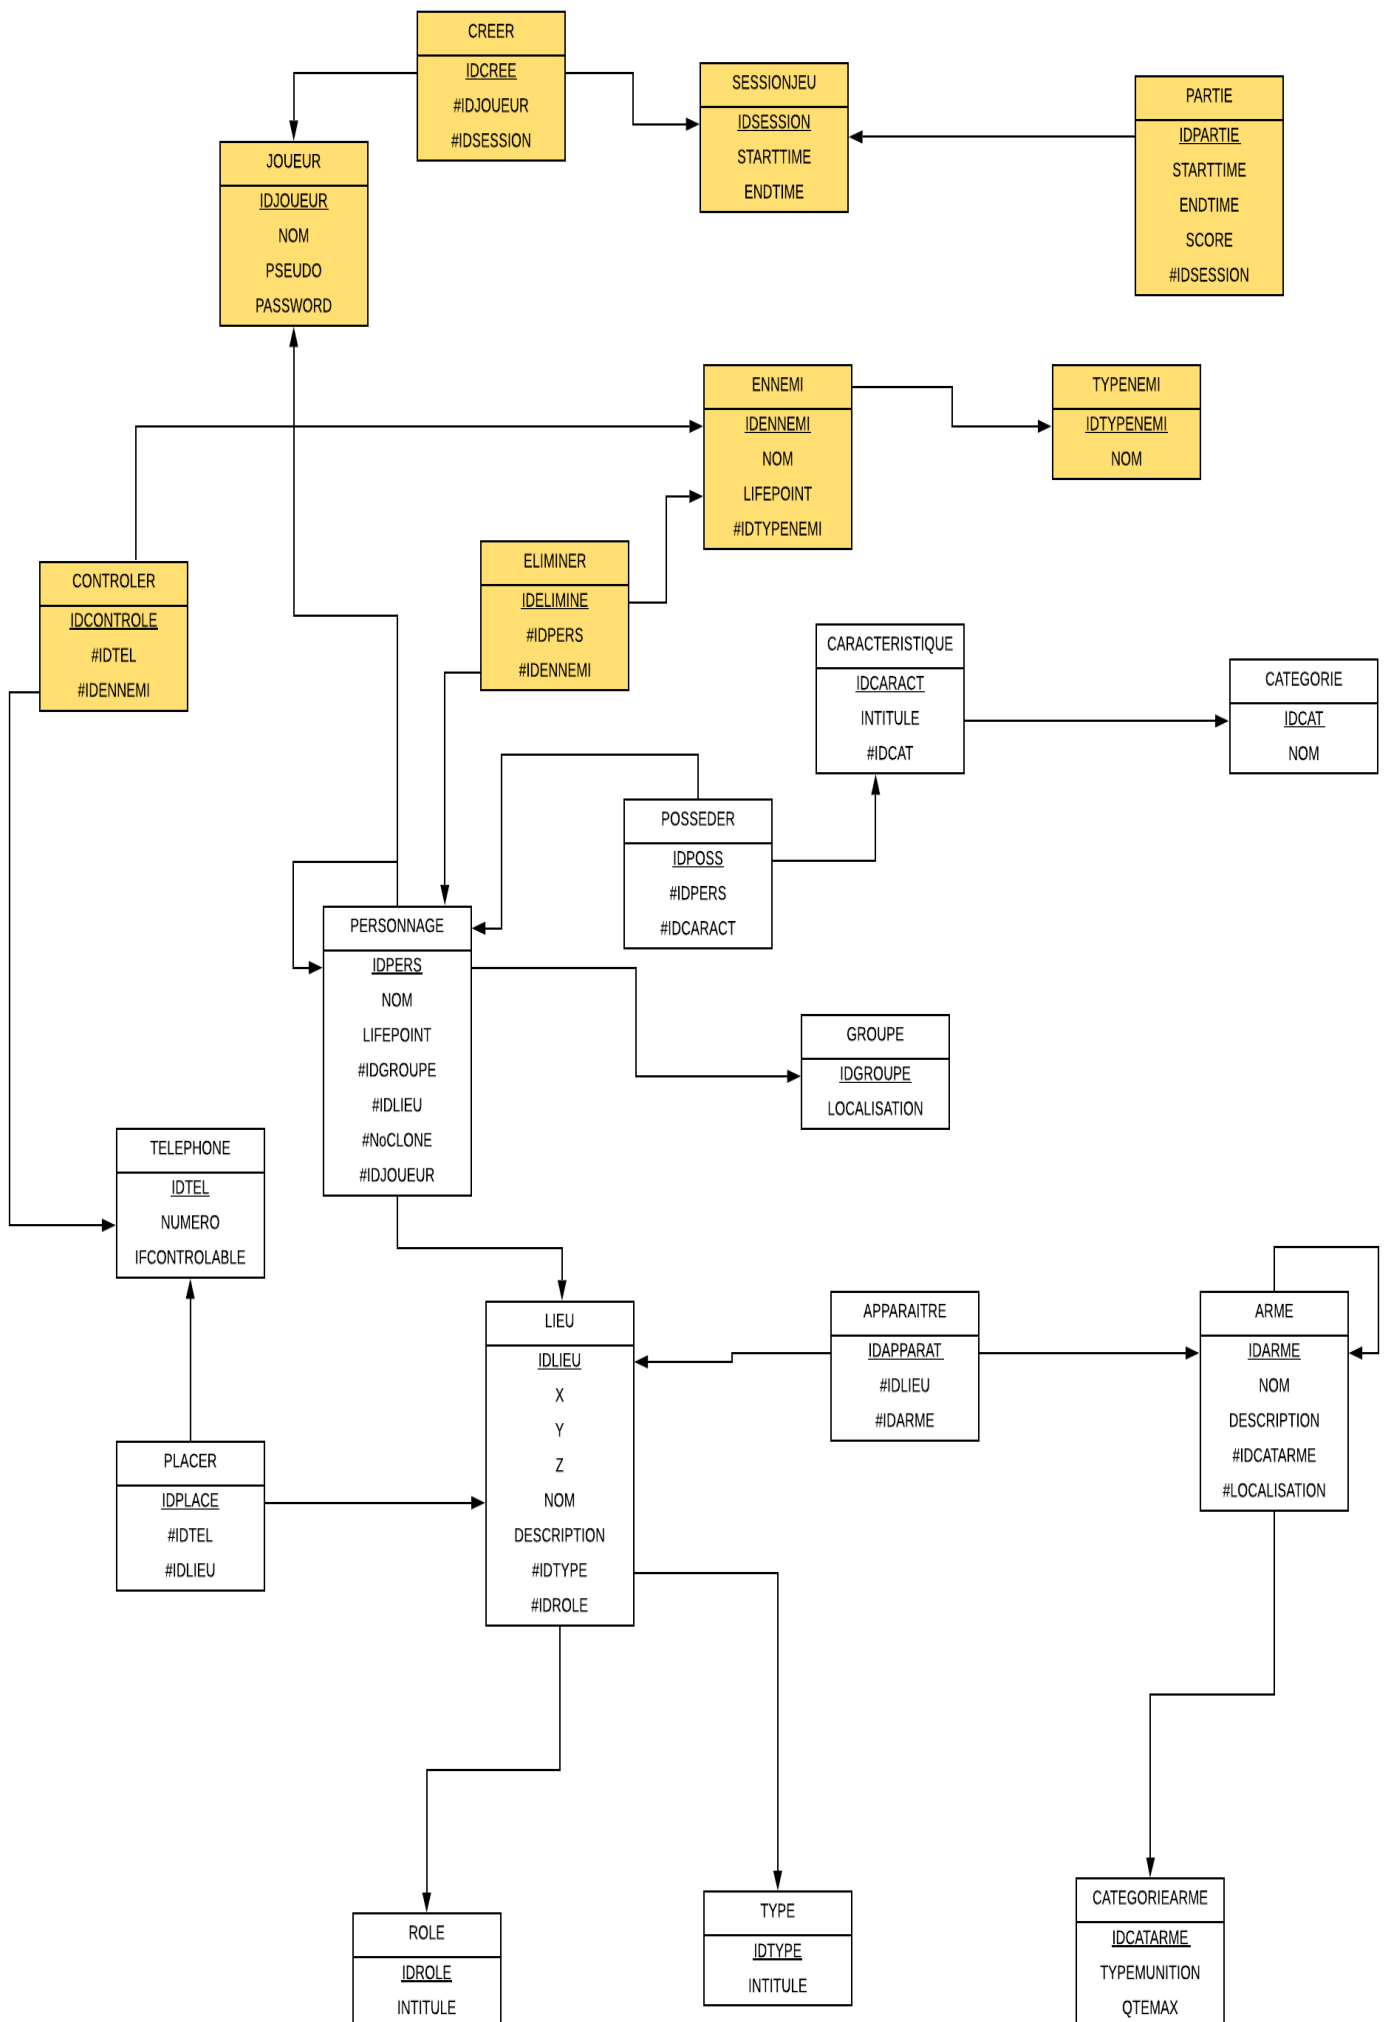 CREER
IDCREE
#IDJOUEUR
#IDSESSION
SESSIONJEU
IDSESSION
STARTTIME
ENDTIME
PARTIE
IDPARTIE
STARTTIME
ENDTIME
SCORE
#IDSESSION
JOUEUR
IDJOUEUR
NOM
PSEUDO
PASSWORD
ENNEMI
IDENNEMI
NOM
LIFEPOINT
#IDTYPENEMI
TYPENEMI
IDTYPENEMI
NOM
ELIMINER
IDELIMINE
#IDPERS
#IDENNEMI
CONTROLER
IDCONTROLE
#IDTEL
#IDENNEMI
CARACTERISTIQUE
IDCARACT
INTITULE
#IDCAT
CATEGORIE
IDCAT
NOM
POSSEDER
IDPOSS
#IDPERS
#IDCARACT
PERSONNAGE
IDPERS
NOM
LIFEPOINT
#IDGROUPE
#IDLIEU
#NoCLONE
#IDJOUEUR
GROUPE
IDGROUPE
LOCALISATION
TELEPHONE
IDTEL
NUMERO
IFCONTROLABLE
LIEU
IDLIEU
X
Y
Z
NOM
DESCRIPTION
#IDTYPE
#IDROLE
APPARAITRE
IDAPPARAT
#IDLIEU
#IDARME
ARME
IDARME
NOM
DESCRIPTION
#IDCATARME
#LOCALISATION
PLACER
IDPLACE
#IDTEL
#IDLIEU
ROLE
IDROLE
INTITULE
TYPE
IDTYPE
INTITULE
CATEGORIEARME
IDCATARME
TYPEMUNITION
QTEMAX